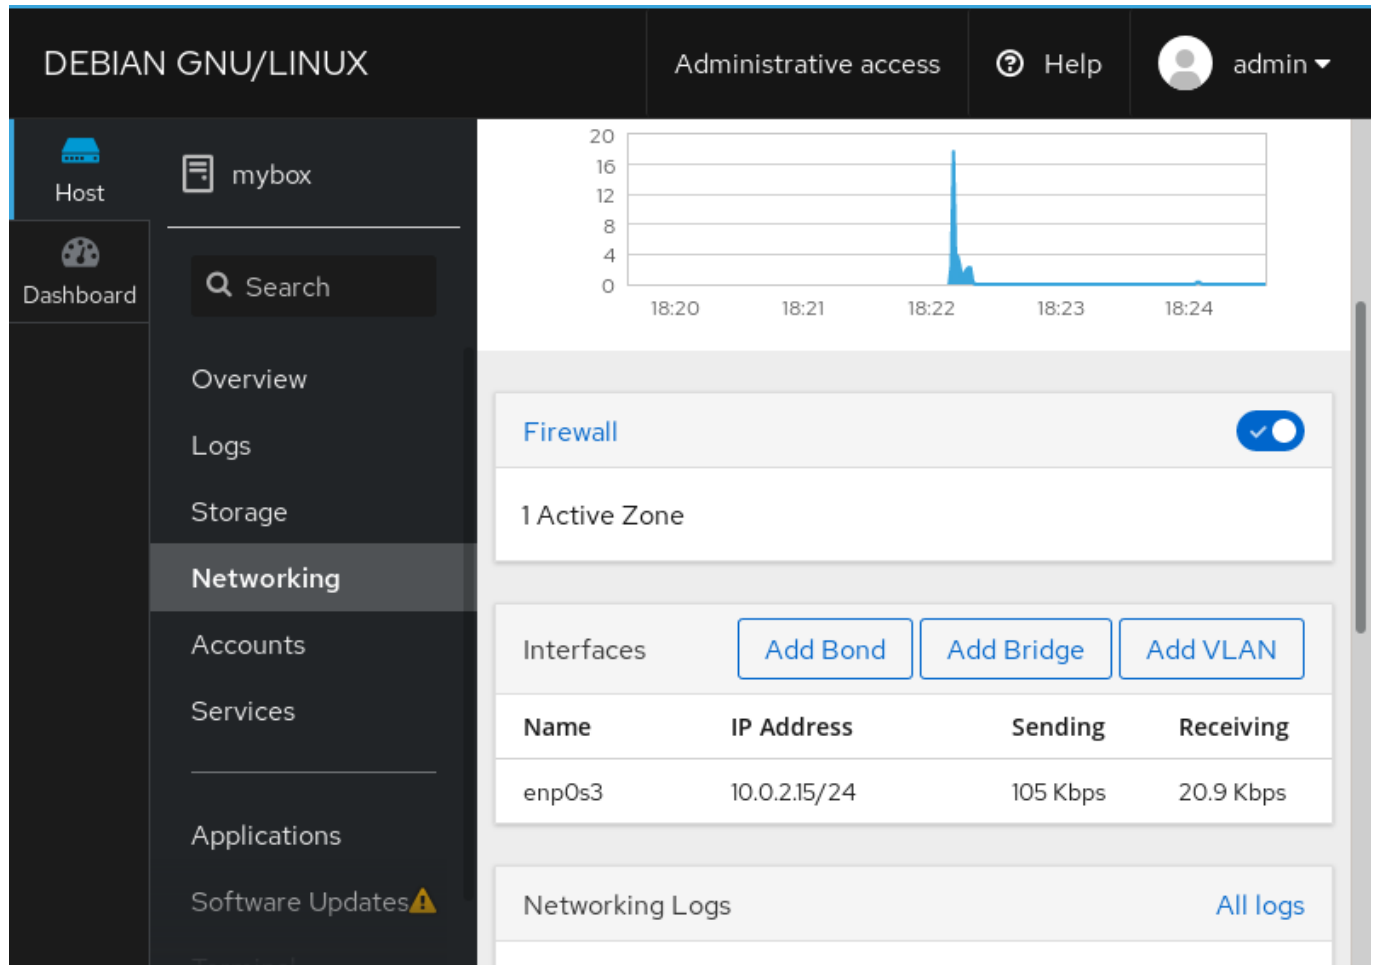 DEBIAN GNU/LINUX
Administrative access
Help
admin
Host
Dashboard
mybox
Search
Overview
Logs
Storage
Networking
Accounts
Services
Applications
Software Updates
20
16
12
8
4
0
18:20 18:21 18:22 18:23 18:24
Firewall
1 Active Zone
Interfaces Add Bond Add Bridge Add VLAN
Name IP Address Sending Receiving
enp0s3 10.0.2.15/24 105 Kbps 20.9 Kbps
Networking Logs All logs